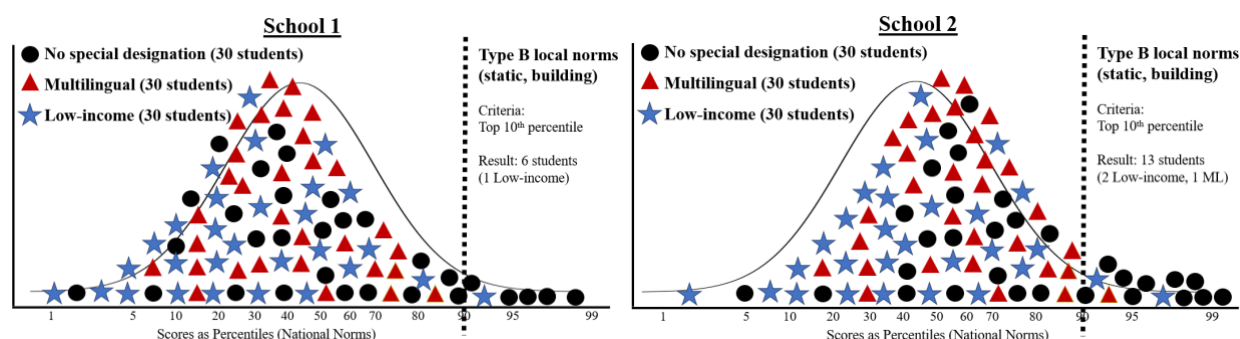 School 1
No special designation (30 students)
Multilingual (30 students)
Low-income (30 students)
Type B local norms
(static, building)
Criteria:
Top 10th percentile
Result: 6 students
(1 Low-income)
1 5 10 20 30 40 50 60 70 80 90 95 99
Scores as Percentiles (National Norms)
School 2
No special designation (30 students)
Multilingual (30 students)
Low-income (30 students)
Type B local norms
(static, building)
Criteria:
Top 10th percentile
Result: 13 students
(2 Low-income, 1 ML)
1 5 10 20 30 40 50 60 70 80 90 95 99
Scores as Percentiles (National Norms)